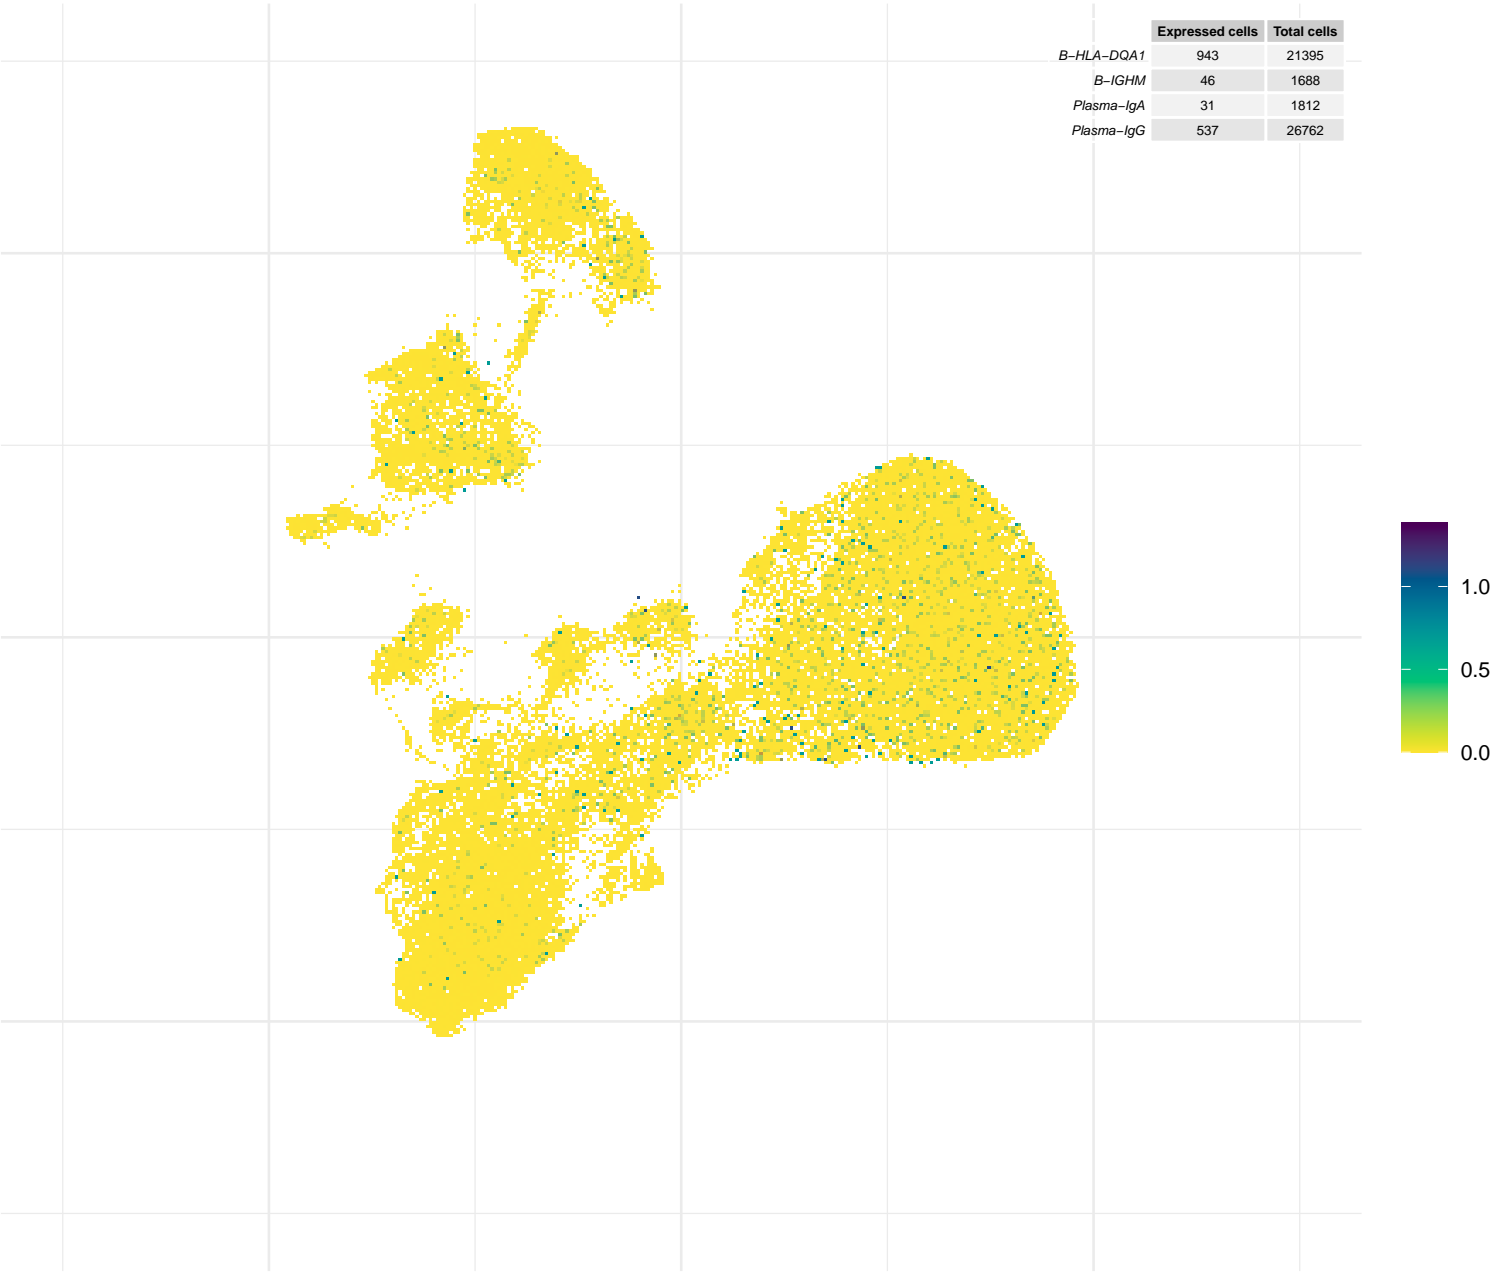 Expressed cells Total cells
B−HLA−DQA1 943 21395
B−IGHM 46 1688
Plasma−IgA 31 1812
Plasma−IgG 537 26762
1.0
0.5
0.0